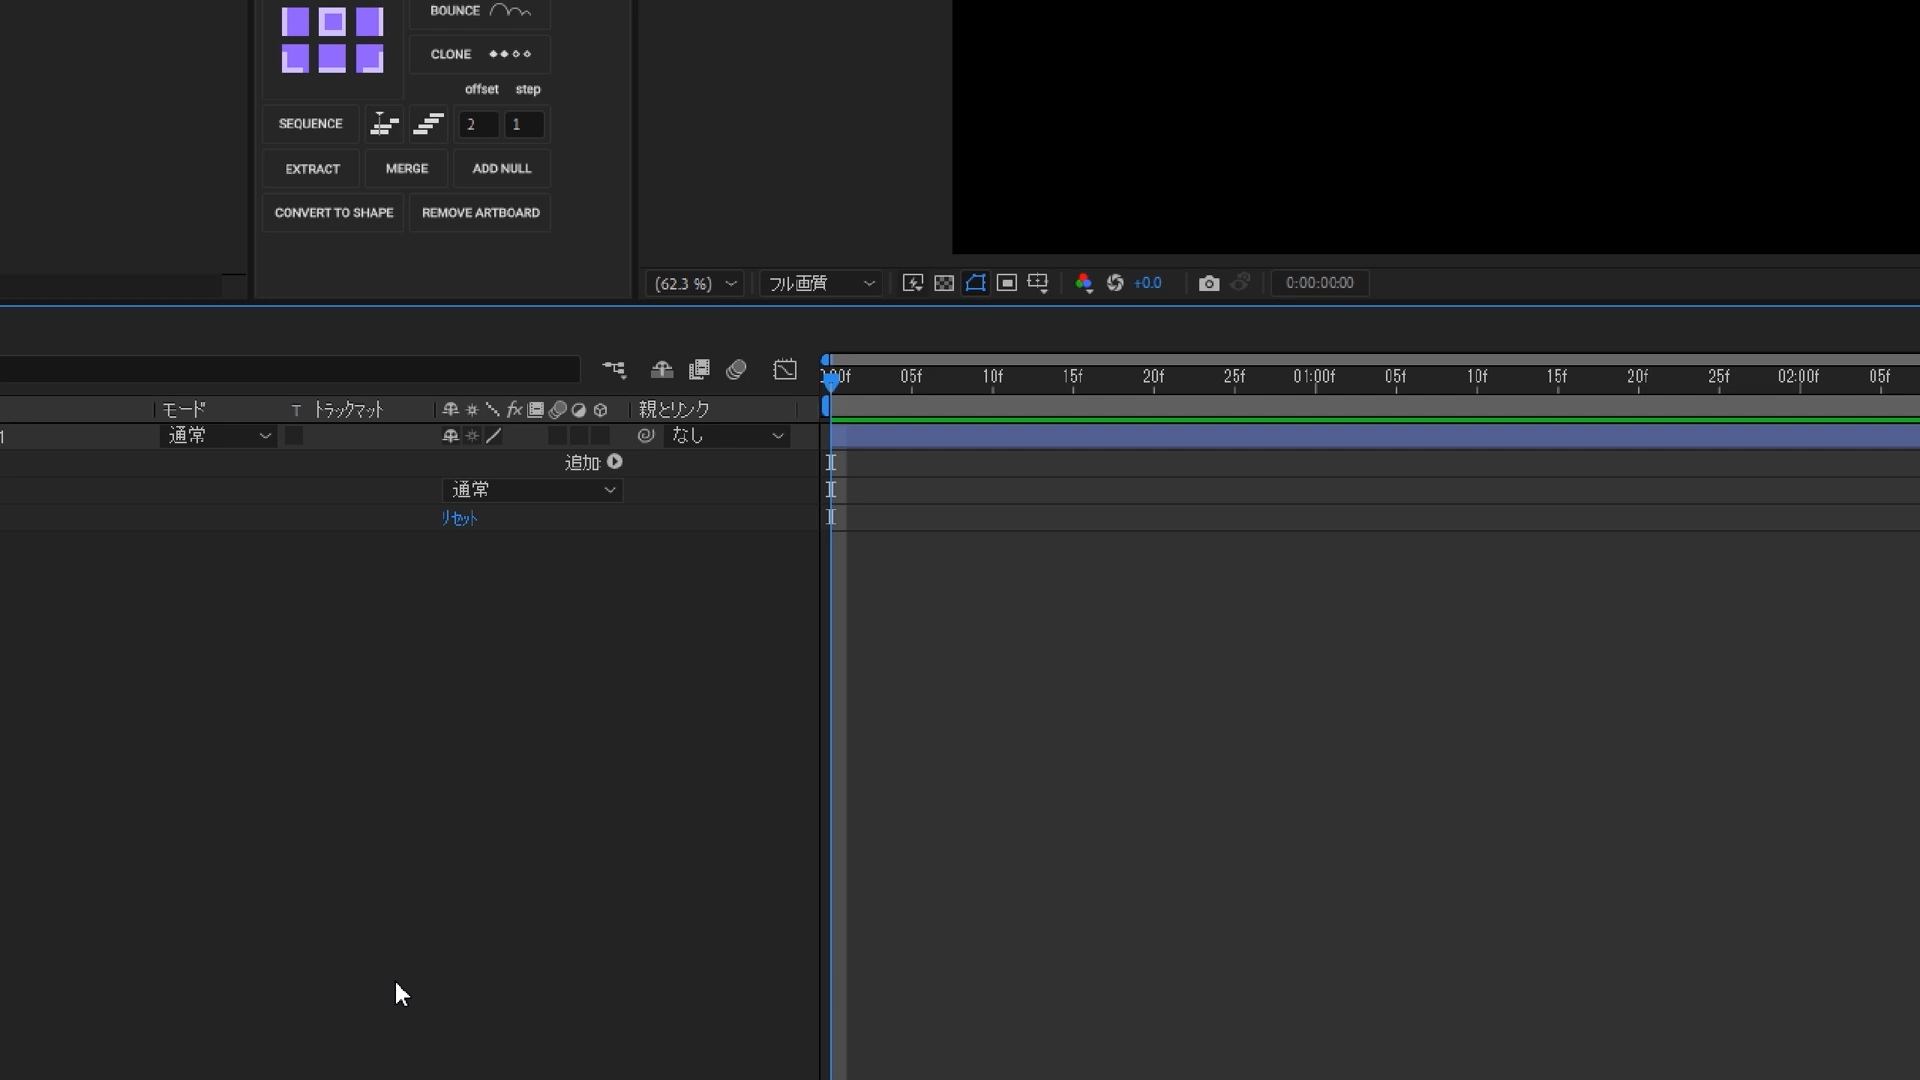 BOUNCE
CLONE
offset step
SEQUENCE 2 1
EXTRACT MERGE ADD NULL
CONVERT TO SHAPE REMOVE ARTBOARD
(62.3 %) フル画質 +0.0 0:00:00:00
05f 10f 15f 20f 25f 01:00f 05f 10f 15f 20f 25f 02:00f 05f
モード T トラックマット fx 親とリンク
1 通常 なし
追加:
通常
リセット